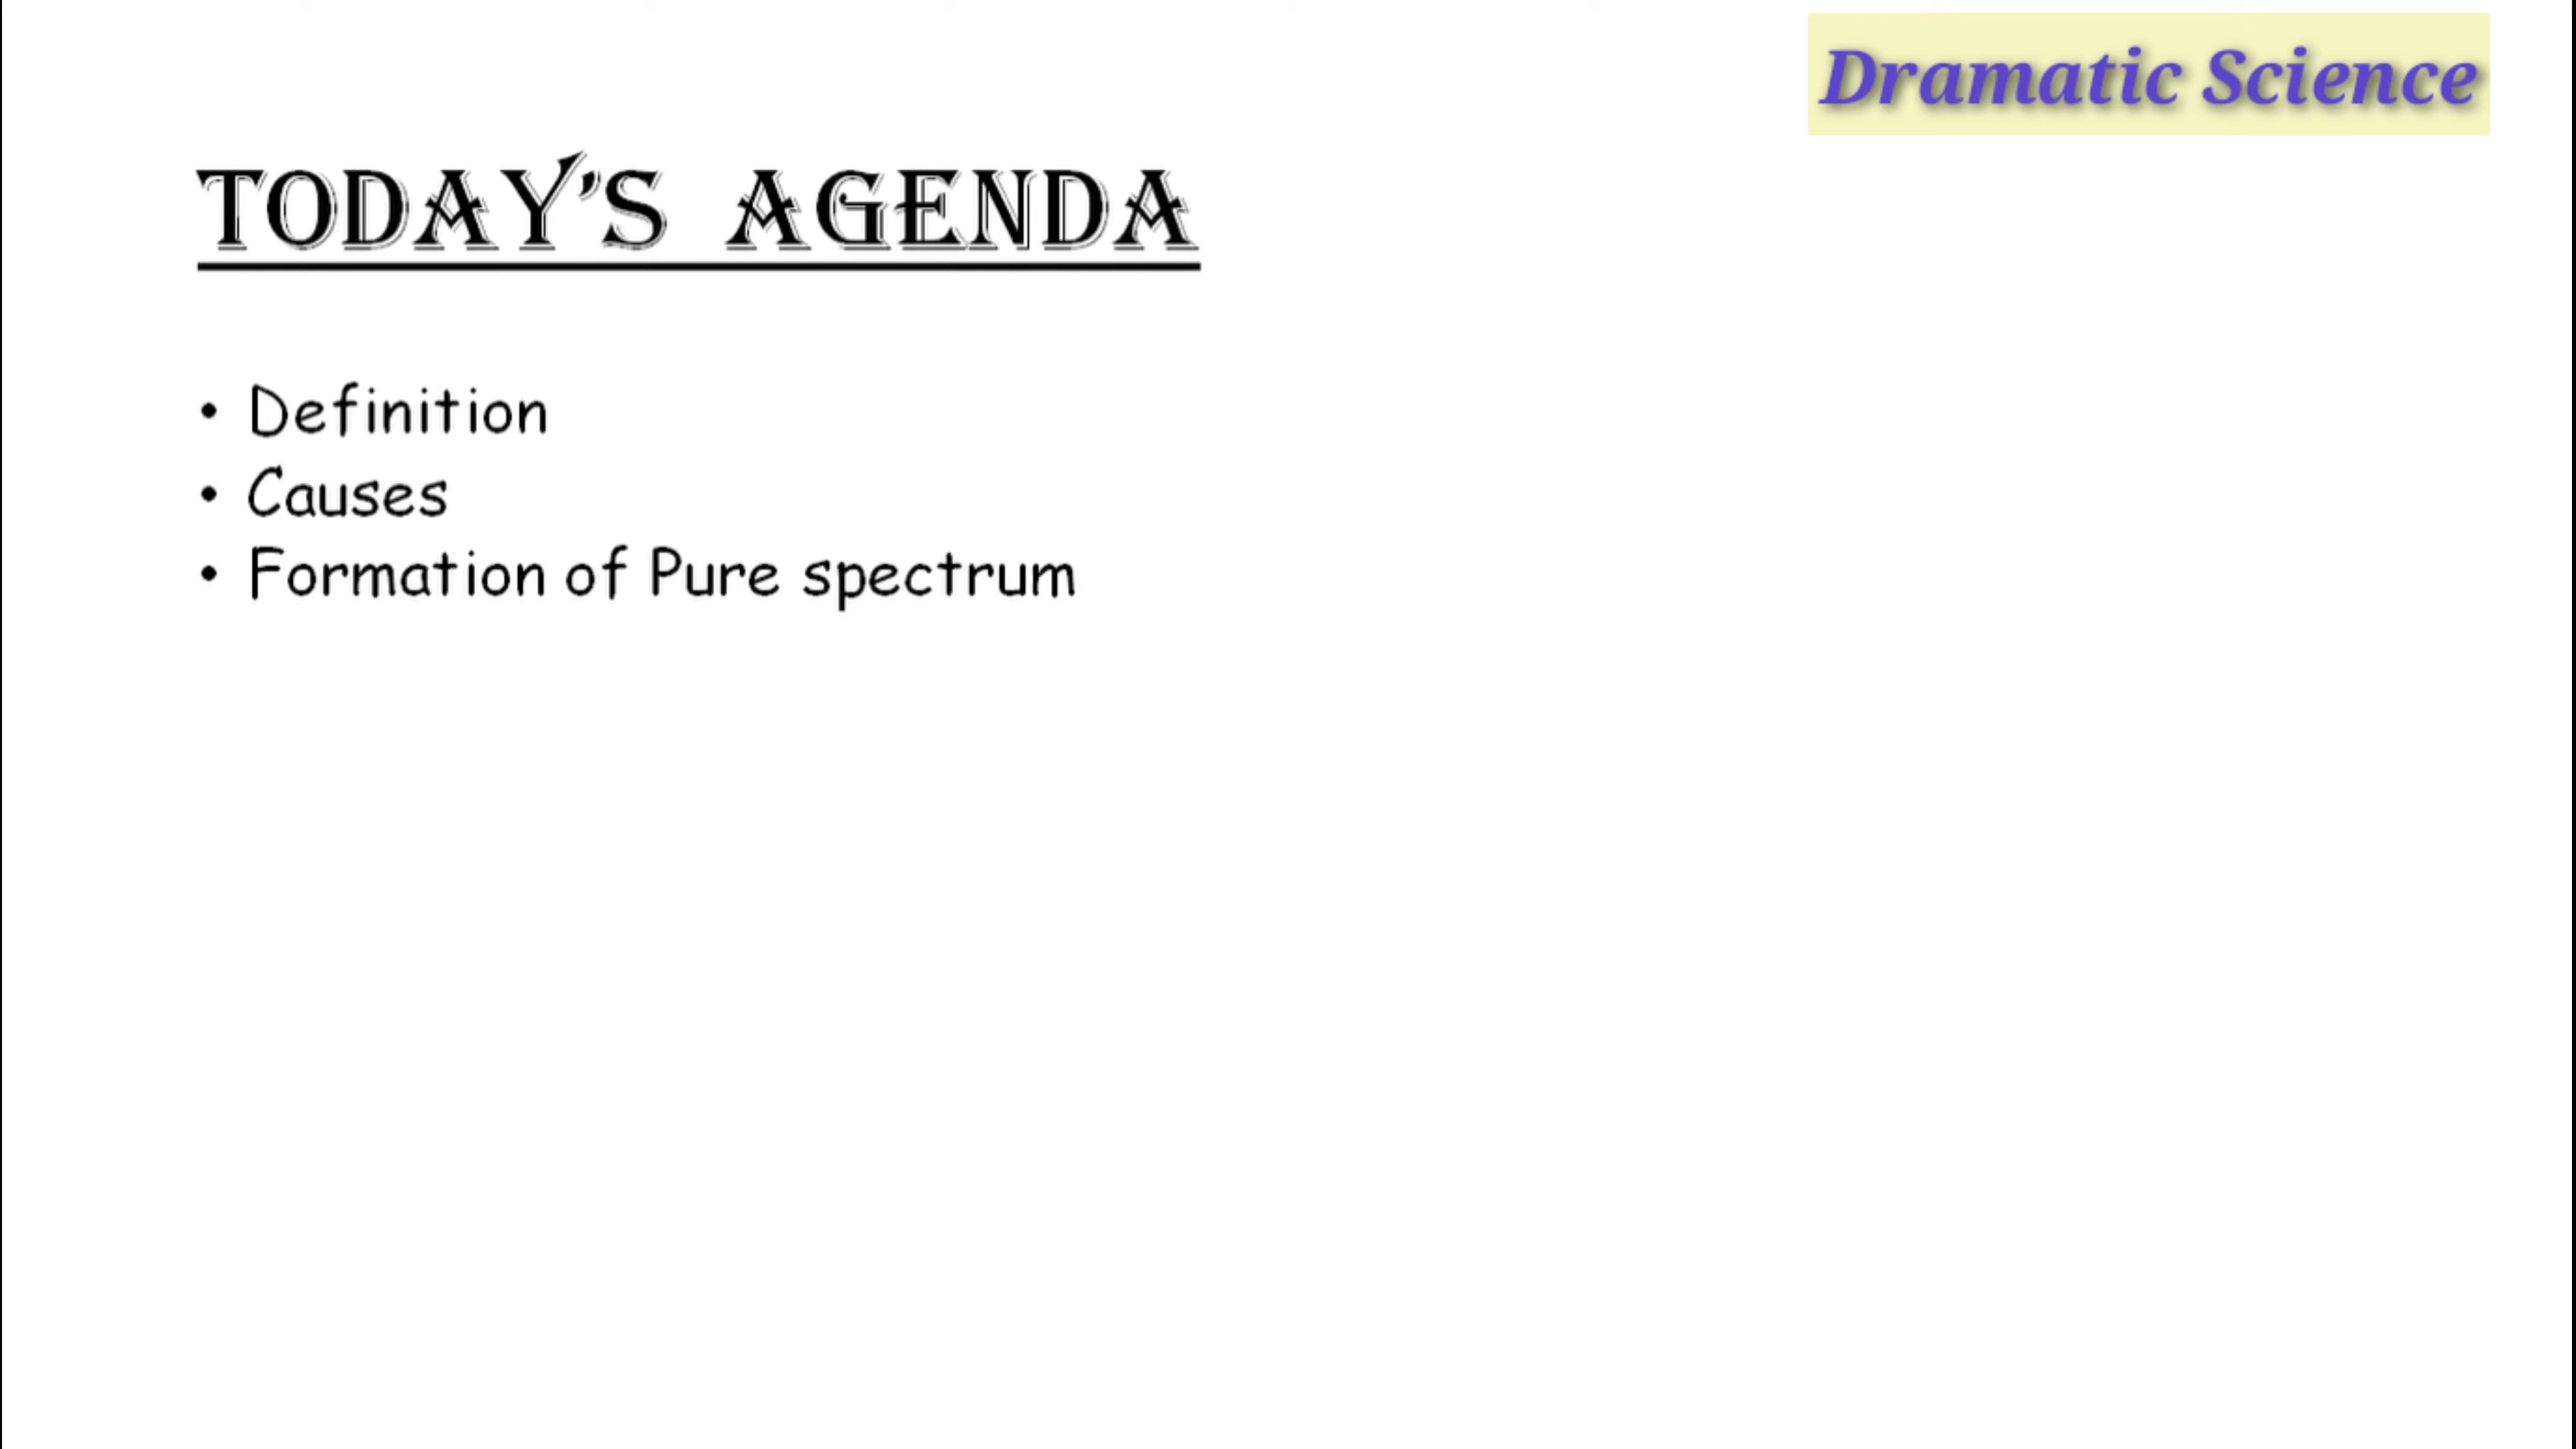 Dramatic Science
TODAY'S AGENDA
• Definition
• Causes
• Formation of Pure spectrum